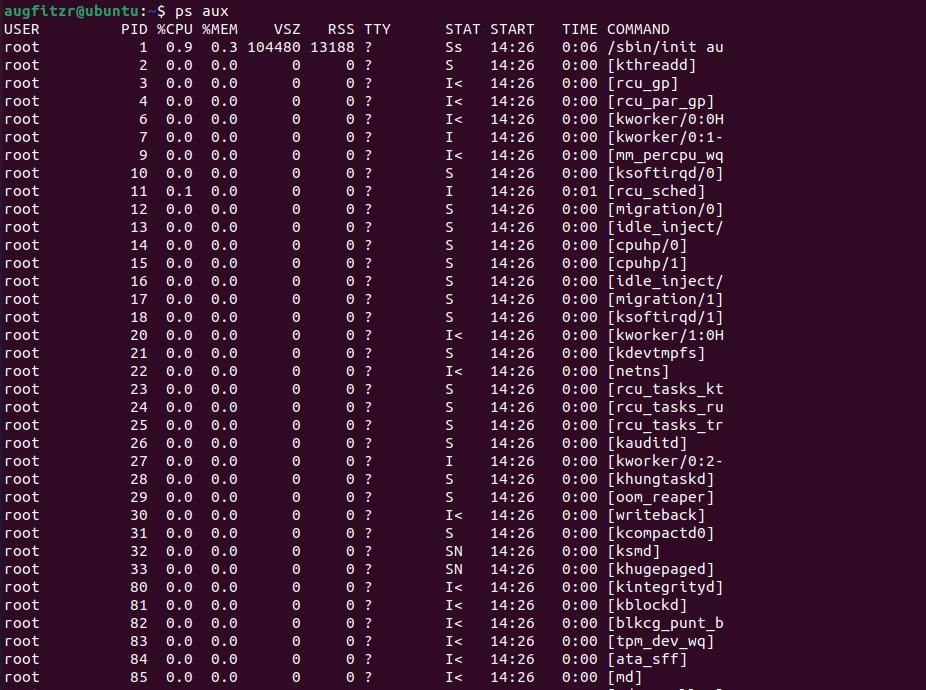 augfitzr@ubuntu:~$ ps aux
USER         PID %CPU %MEM    VSZ   RSS TTY      STAT START   TIME COMMAND
root           1  0.9  0.3 104480 13188 ?        Ss   14:26   0:06 /sbin/init au
root           2  0.0  0.0      0     0 ?        S    14:26   0:00 [kthreadd]
root           3  0.0  0.0      0     0 ?        I<   14:26   0:00 [rcu_gp]
root           4  0.0  0.0      0     0 ?        I<   14:26   0:00 [rcu_par_gp]
root           6  0.0  0.0      0     0 ?        I<   14:26   0:00 [kworker/0:0H
root           7  0.0  0.0      0     0 ?        I    14:26   0:00 [kworker/0:1-
root           9  0.0  0.0      0     0 ?        I<   14:26   0:00 [mm_percpu_wq
root          10  0.0  0.0      0     0 ?        S    14:26   0:00 [ksoftirqd/0]
root          11  0.1  0.0      0     0 ?        I    14:26   0:01 [rcu_sched]
root          12  0.0  0.0      0     0 ?        S    14:26   0:00 [migration/0]
root          13  0.0  0.0      0     0 ?        S    14:26   0:00 [idle_inject/
root          14  0.0  0.0      0     0 ?        S    14:26   0:00 [cpuhp/0]
root          15  0.0  0.0      0     0 ?        S    14:26   0:00 [cpuhp/1]
root          16  0.0  0.0      0     0 ?        S    14:26   0:00 [idle_inject/
root          17  0.0  0.0      0     0 ?        S    14:26   0:00 [migration/1]
root          18  0.0  0.0      0     0 ?        S    14:26   0:00 [ksoftirqd/1]
root          20  0.0  0.0      0     0 ?        I<   14:26   0:00 [kworker/1:0H
root          21  0.0  0.0      0     0 ?        S    14:26   0:00 [kdevtmpfs]
root          22  0.0  0.0      0     0 ?        I<   14:26   0:00 [netns]
root          23  0.0  0.0      0     0 ?        S    14:26   0:00 [rcu_tasks_kt
root          24  0.0  0.0      0     0 ?        S    14:26   0:00 [rcu_tasks_ru
root          25  0.0  0.0      0     0 ?        S    14:26   0:00 [rcu_tasks_tr
root          26  0.0  0.0      0     0 ?        S    14:26   0:00 [kauditd]
root          27  0.0  0.0      0     0 ?        I    14:26   0:00 [kworker/0:2-
root          28  0.0  0.0      0     0 ?        S    14:26   0:00 [khungtaskd]
root          29  0.0  0.0      0     0 ?        S    14:26   0:00 [oom_reaper]
root          30  0.0  0.0      0     0 ?        I<   14:26   0:00 [writeback]
root          31  0.0  0.0      0     0 ?        S    14:26   0:00 [kcompactd0]
root          32  0.0  0.0      0     0 ?        SN   14:26   0:00 [ksmd]
root          33  0.0  0.0      0     0 ?        SN   14:26   0:00 [khugepaged]
root          80  0.0  0.0      0     0 ?        I<   14:26   0:00 [kintegrityd]
root          81  0.0  0.0      0     0 ?        I<   14:26   0:00 [kblockd]
root          82  0.0  0.0      0     0 ?        I<   14:26   0:00 [blkcg_punt_b
root          83  0.0  0.0      0     0 ?        I<   14:26   0:00 [tpm_dev_wq]
root          84  0.0  0.0      0     0 ?        I<   14:26   0:00 [ata_sff]
root          85  0.0  0.0      0     0 ?        I<   14:26   0:00 [md]